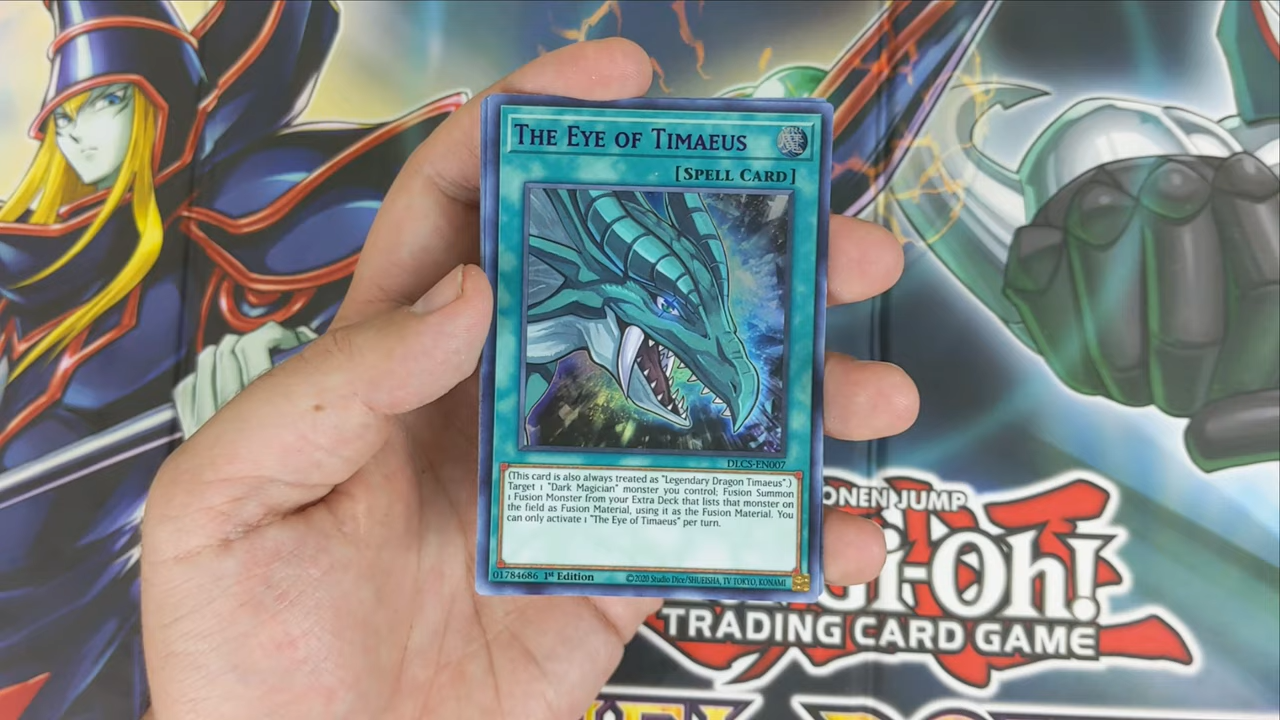 THE EYE OF TIMAEUS
[SPELL CARD]
DLCS-EN007
(This card is also always treated as "Legendary Dragon Timaeus".)
Target 1 "Dark Magician" monster you control; Fusion Summon
1 Fusion Monster from your Extra Deck that lists that monster on
the field as Fusion Material, using it as the Fusion Material. You
can only activate 1 "The Eye of Timaeus" per turn.
01784686 1st Edition ©2020 Studio Dice/SHUEISHA, TV TOKYO, KONAMI
ONEN JUMP
Gi-Oh!
TRADING CARD GAME